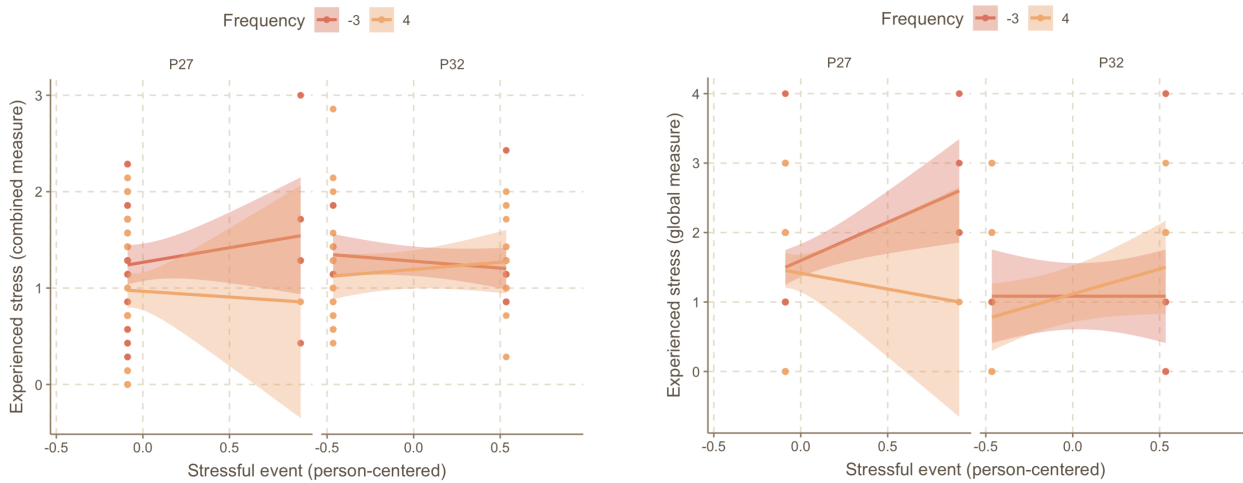 Frequency -3 4
P27 P32
Experienced stress (combined measure)
3
2
1
0
-0.5 0.0 0.5 -0.5 0.0 0.5
Stressful event (person-centered)
Frequency -3 4
P27 P32
Experienced stress (global measure)
4
3
2
1
0
-0.5 0.0 0.5 -0.5 0.0 0.5
Stressful event (person-centered)